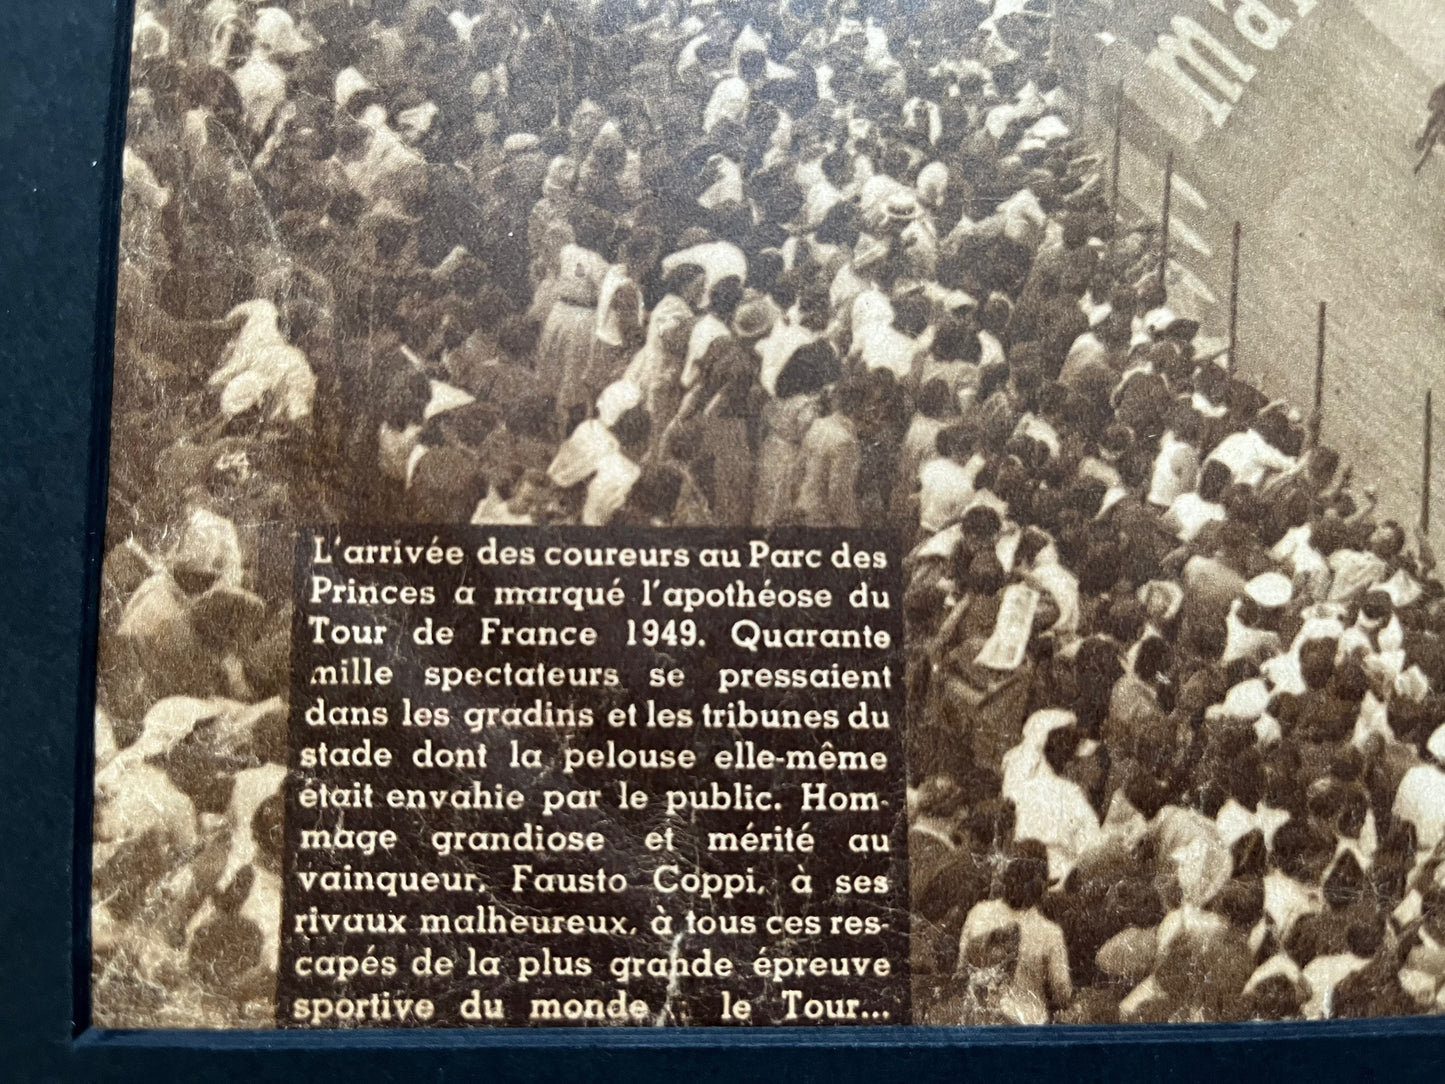 Ma
L'arrivée des coureurs au Parc des
Princes a marqué l'apothéose du
Tour de France 1949. Quarante
mille spectateurs se pressaient
dans les gradins et les tribunes du
stade dont la pelouse elle-même
était envahie par le public. Hom-
mage grandiose et mérité au
vainqueur, Fausto Coppi, à ses
rivaux malheureux, à tous ces res-
capés de la plus grande épreuve
sportive du monde : le Tour...